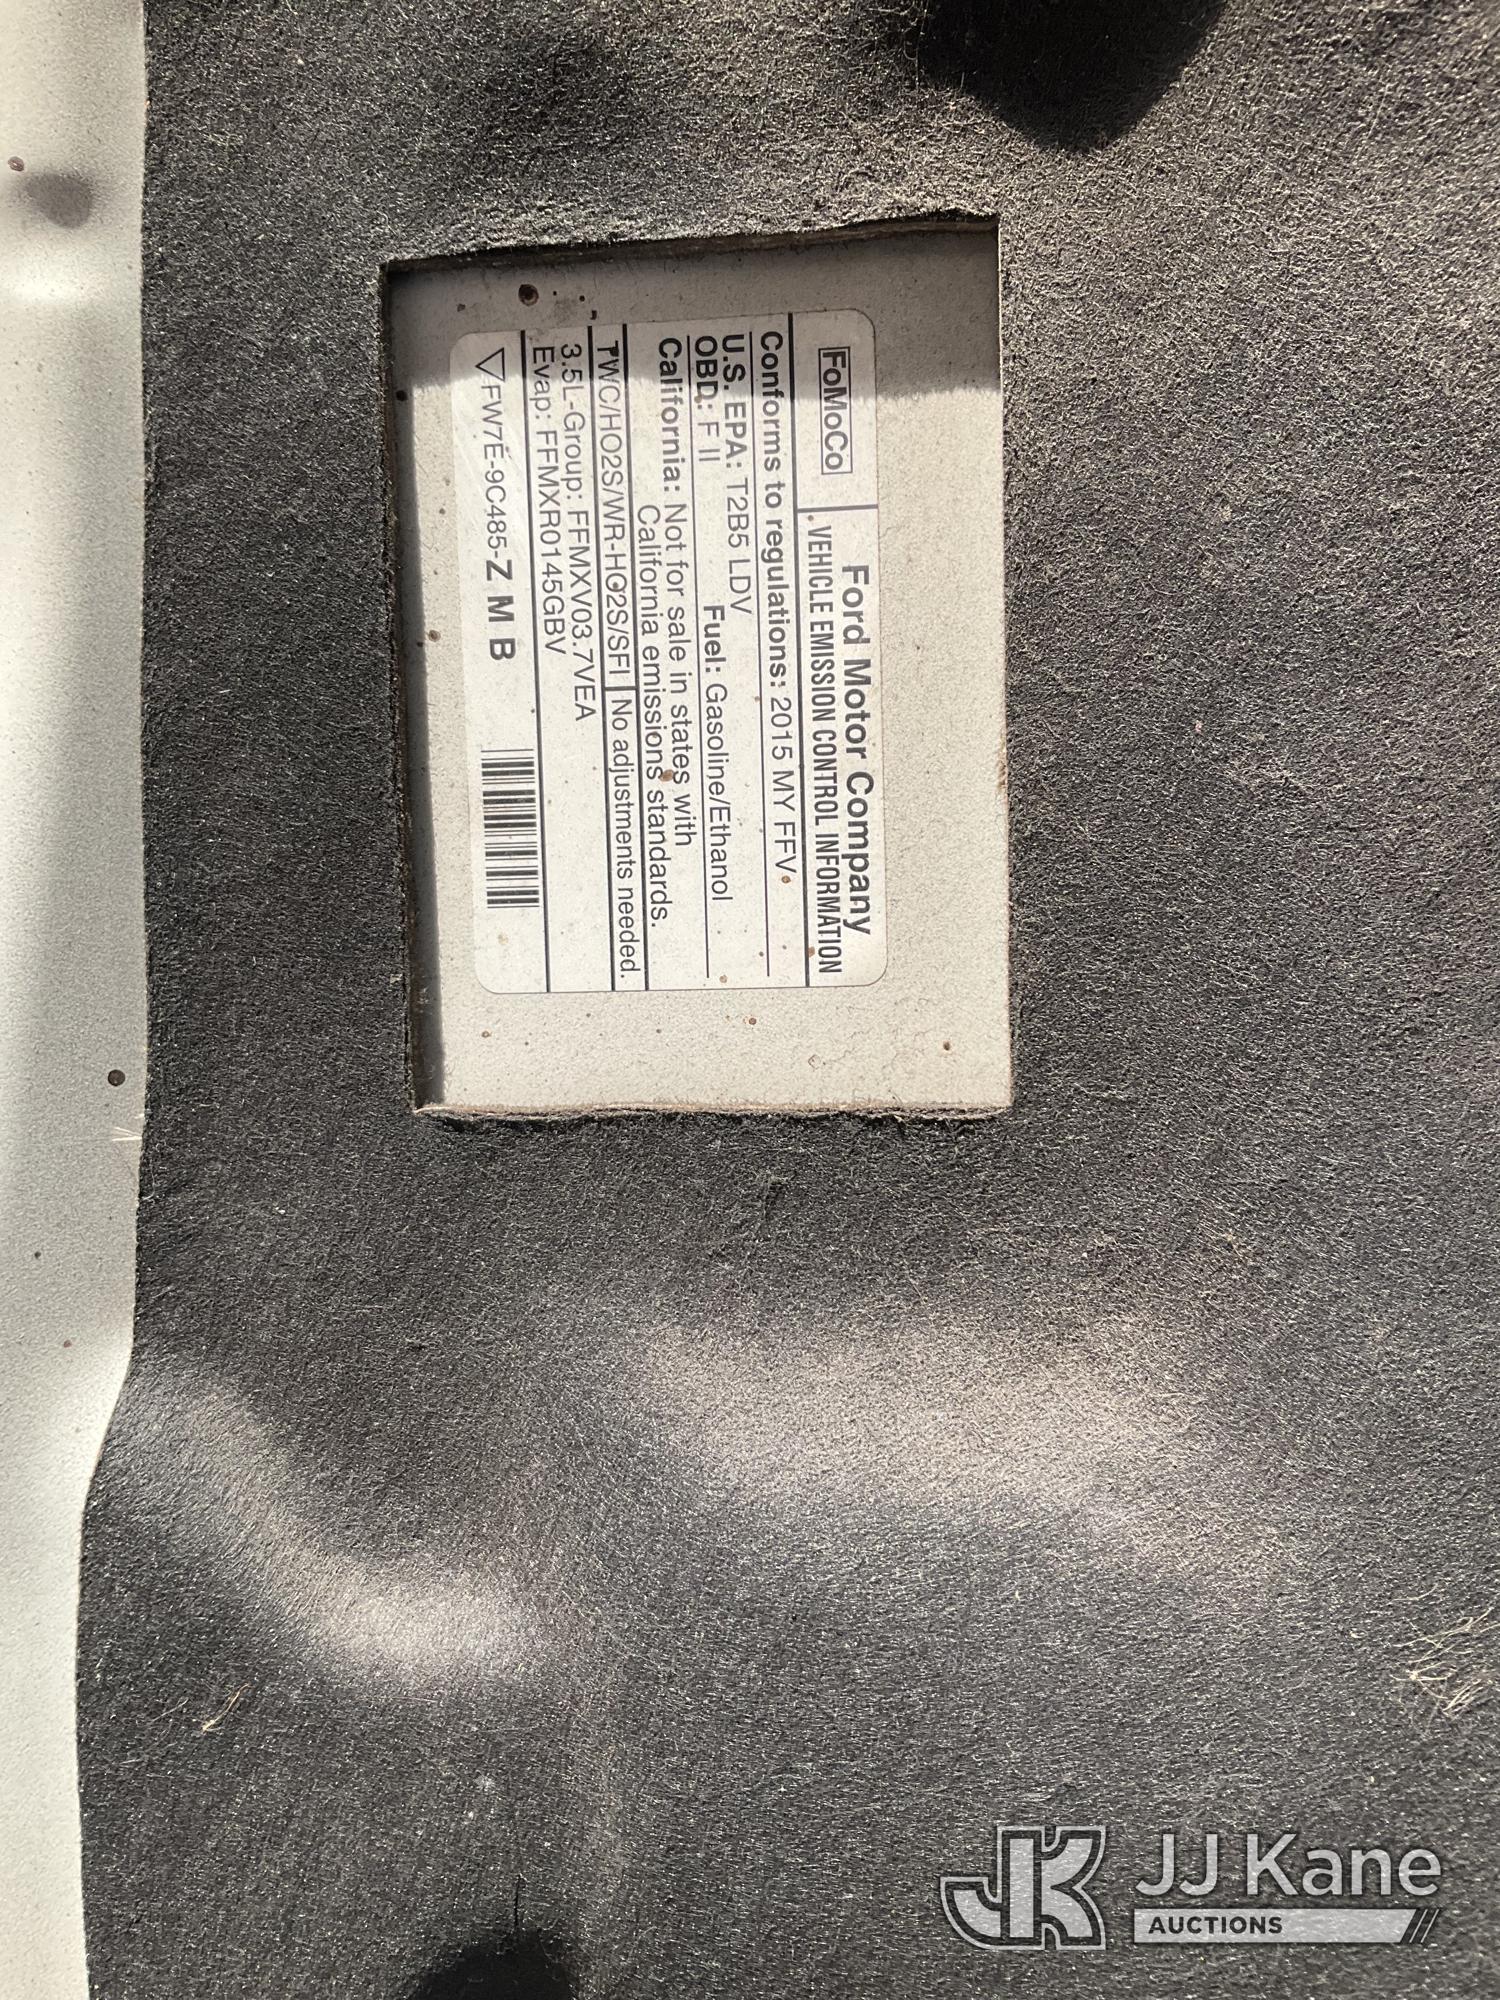 FoMoCo
Ford Motor Company
VEHICLE EMISSION CONTROL INFORMATION
Conforms to regulations: 2015 MY FFV
U.S. EPA: T2B5 LDV
OBD: F II Fuel: Gasoline/Ethanol
California: Not for sale in states with
California emissions standards.
TWC/HO2S/WR-HO2S/SFI No adjustments needed.
3.5L-Group: FFMXV03.7VEA
Evap: FFMXR0145GBV
FW7E-9C485-Z M B
JJ Kane
AUCTIONS